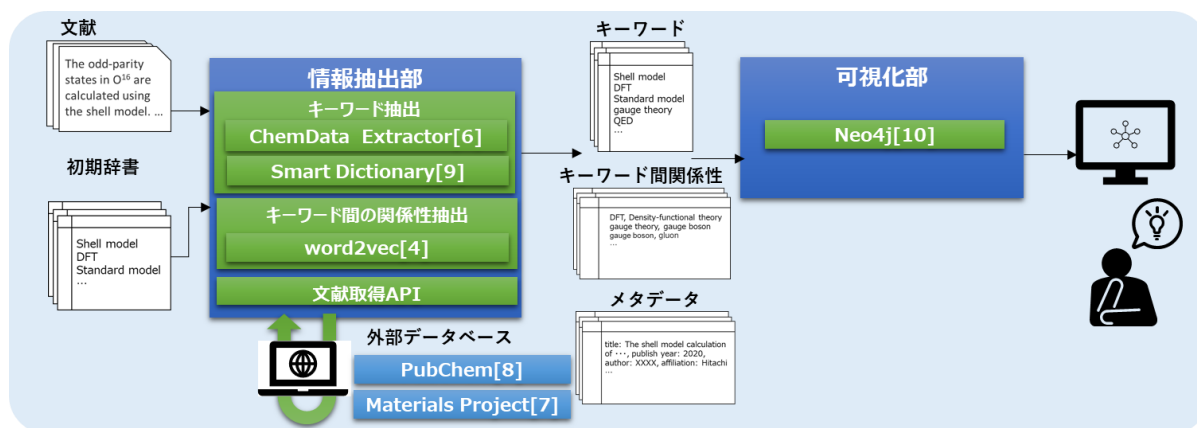 文献
The odd-parity
states in O¹⁶ are
calculated using
the shell model. ...
初期辞書
Shell model
DFT
Standard model
...
情報抽出部
キーワード抽出
ChemData Extractor[6]
Smart Dictionary[9]
キーワード間の関係性抽出
word2vec[4]
文献取得API
外部データベース
PubChem[8]
Materials Project[7]
キーワード
Shell model
DFT
Standard model
gauge theory
QED
...
キーワード間関係性
DFT, Density-functional theory
gauge theory, gauge boson
gauge boson, gluon
...
メタデータ
title: The shell model calculation
of ···, publish year: 2020,
author: XXXX, affiliation: Hitachi
...
可視化部
Neo4j[10]